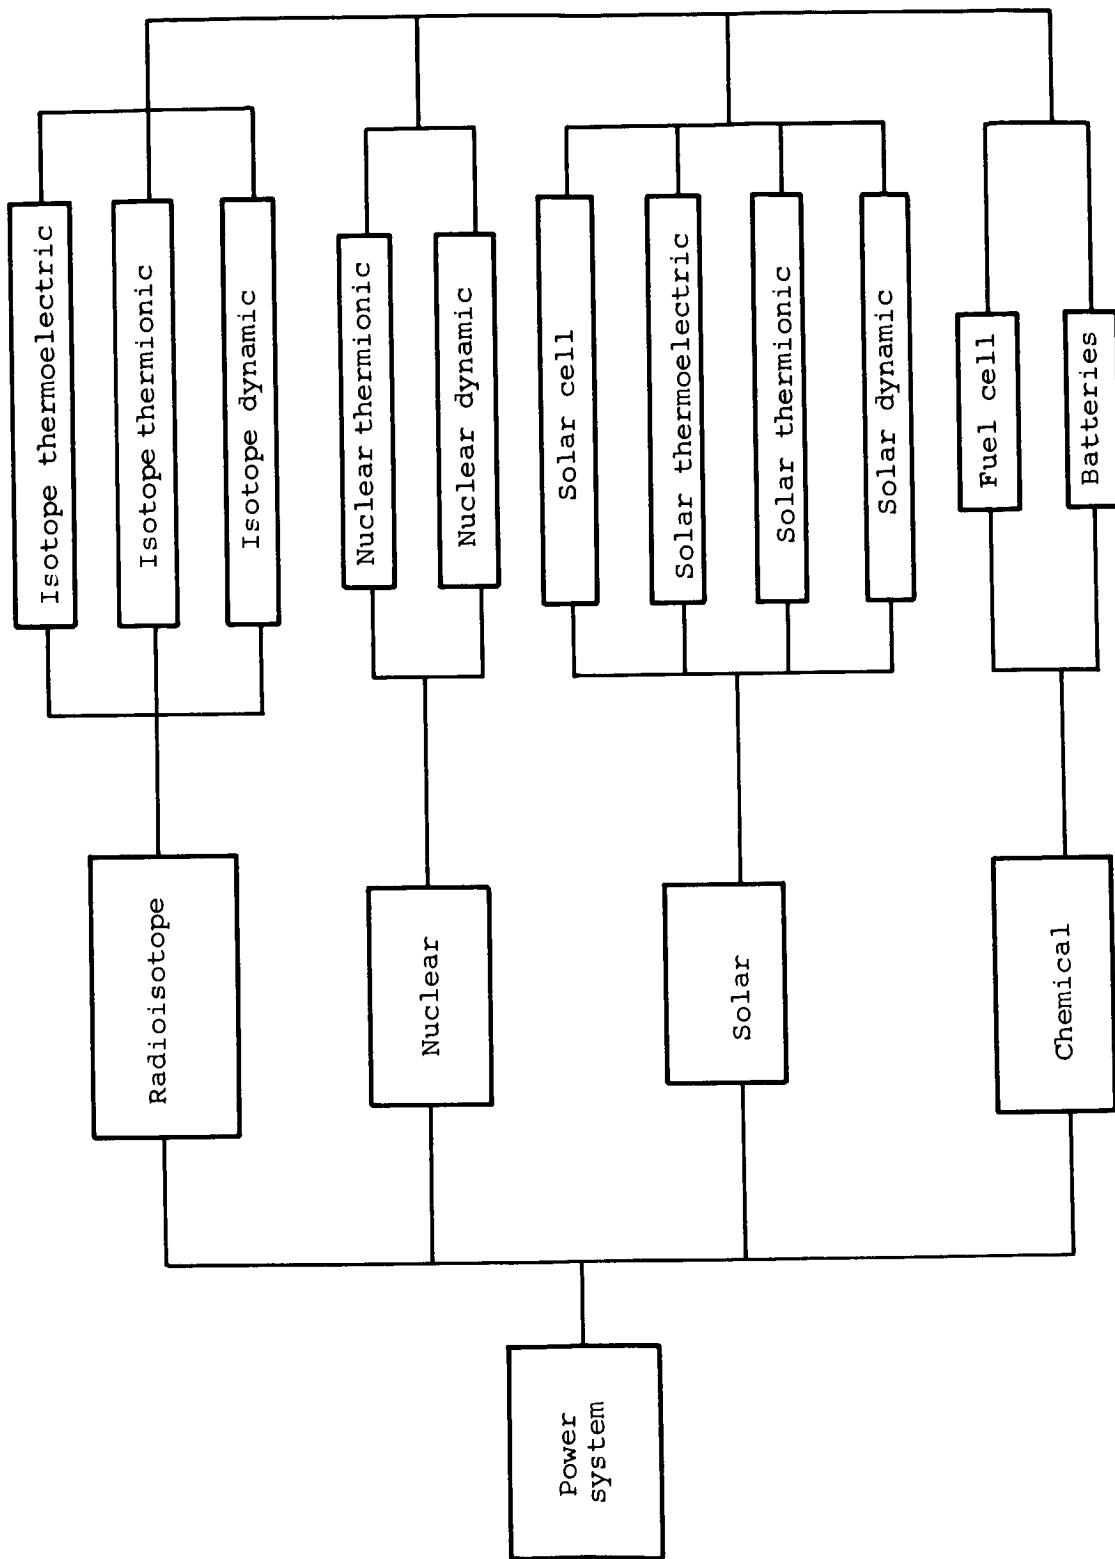 Power
system
Radioisotope
Nuclear
Solar
Chemical
Isotope thermoelectric
Isotope thermionic
Isotope dynamic
Nuclear thermionic
Nuclear dynamic
Solar cell
Solar thermoelectric
Solar thermionic
Solar dynamic
Fuel cell
Batteries